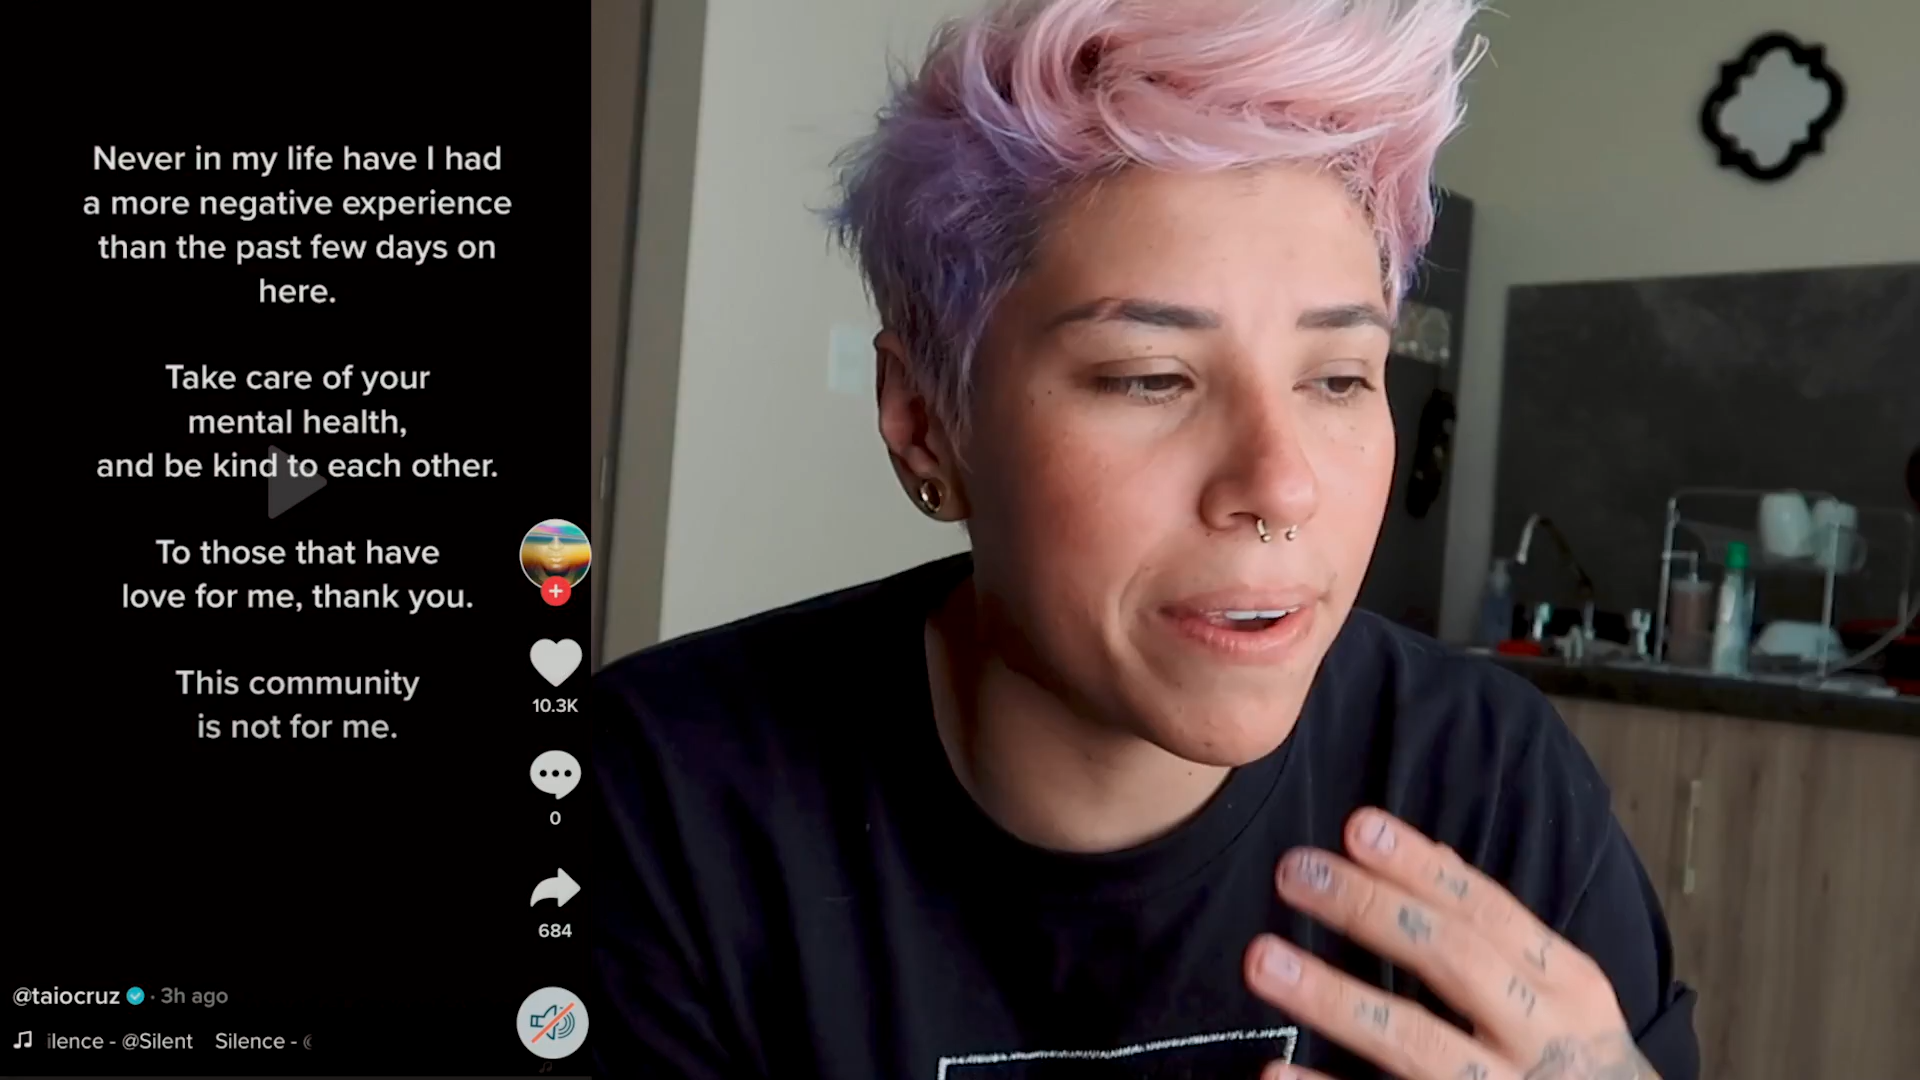 Never in my life have I had
a more negative experience
than the past few days on
here.
Take care of your
mental health,
and be kind to each other.
To those that have
love for me, thank you.
This community
is not for me.
10.3K
0
684
@taiocruz · 3h ago
ilence - @Silent Silence -